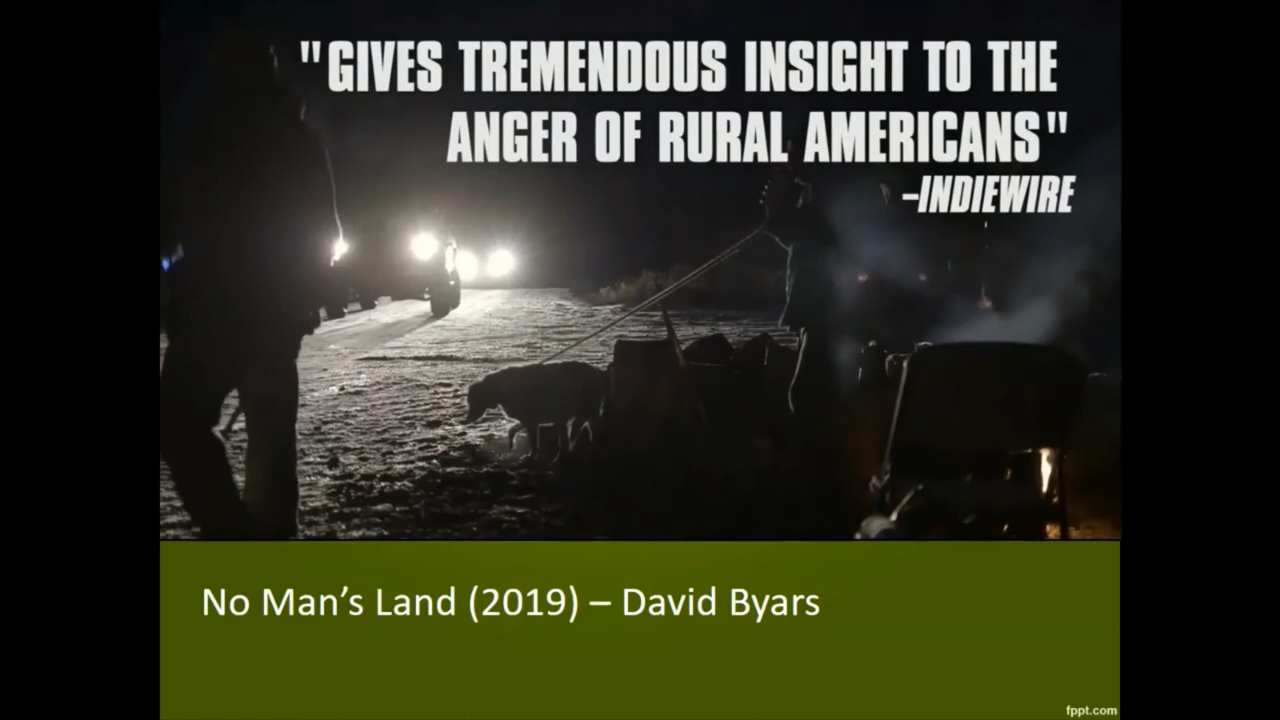 "GIVES TREMENDOUS INSIGHT TO THE
ANGER OF RURAL AMERICANS"
–INDIEWIRE
No Man’s Land (2019) – David Byars
fppt.com